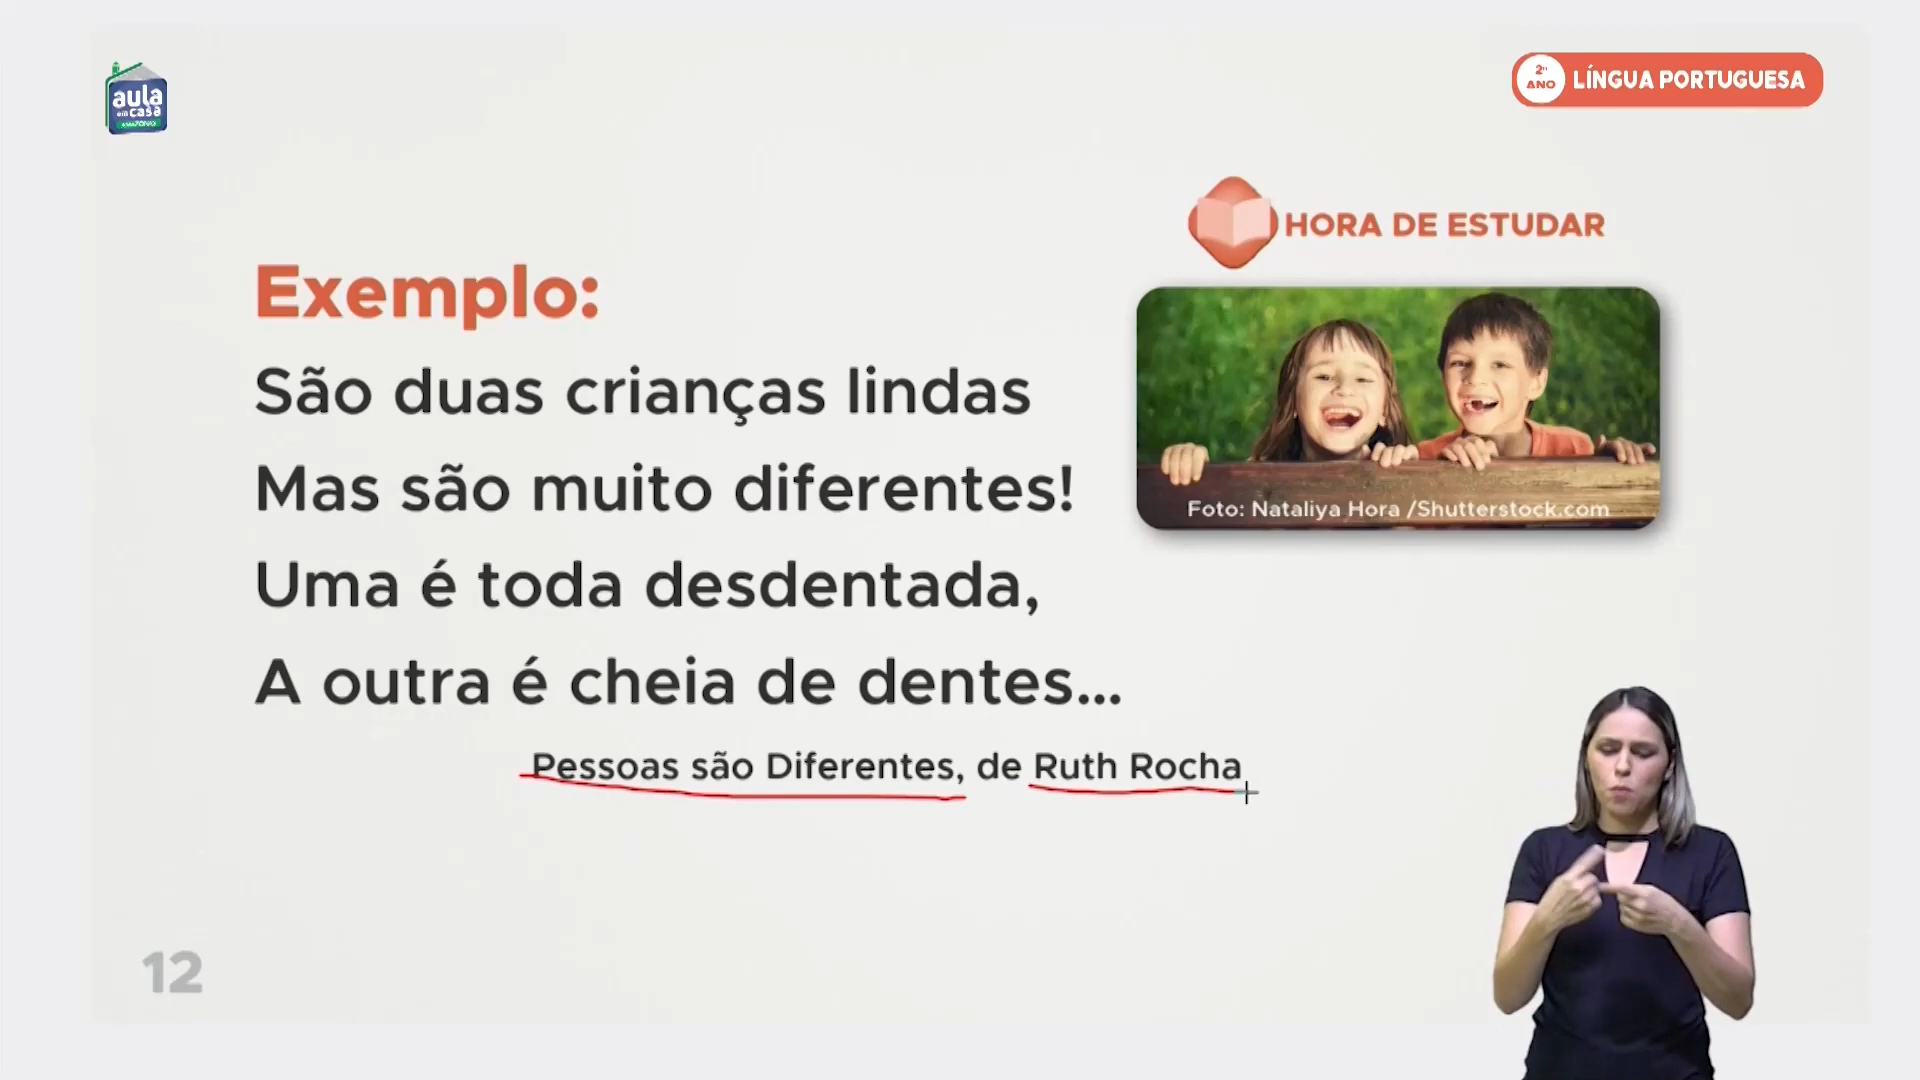 aula
em casa
2º
ANO
LÍNGUA PORTUGUESA
HORA DE ESTUDAR
Exemplo:
São duas crianças lindas
Mas são muito diferentes!
Uma é toda desdentada,
A outra é cheia de dentes...
Foto: Nataliya Hora /Shutterstock.com
Pessoas são Diferentes, de Ruth Rocha
12